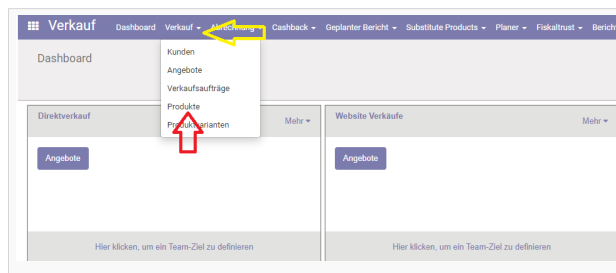 Verkauf Dashboard Verkauf Abrechnung Cashback Geplanter Bericht Substitute Products Planer Fiskaltrust
Dashboard
Kunden
Angebote
Verkaufsaufträge
Produkte
Produktvarianten
Direktverkauf Mehr Website Verkäufe Mehr
Angebote Angebote
Hier klicken, um ein Team-Ziel zu definieren Hier klicken, um ein Team-Ziel zu definieren